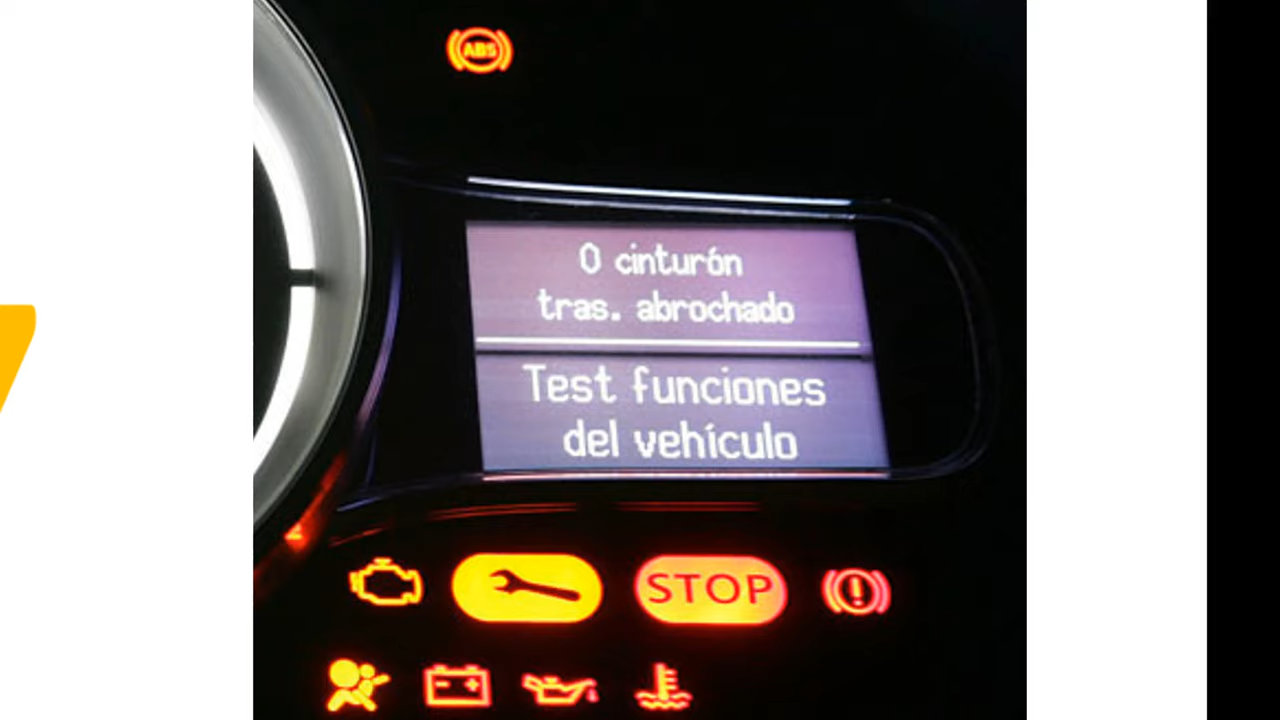 ABS
0 cinturón
tras. abrochado
Test funciones
del vehículo
STOP